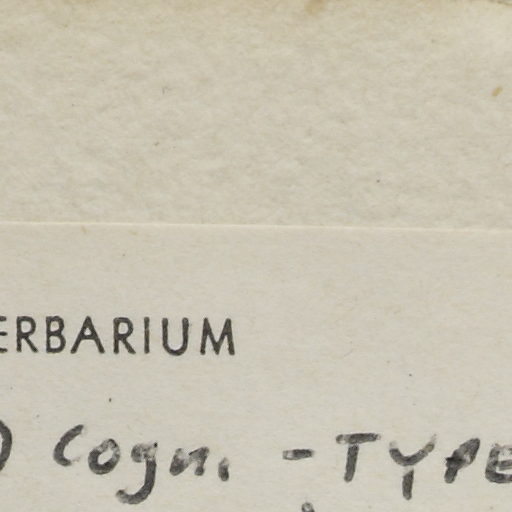 ERBARIUM
) Cogn. - TYPE